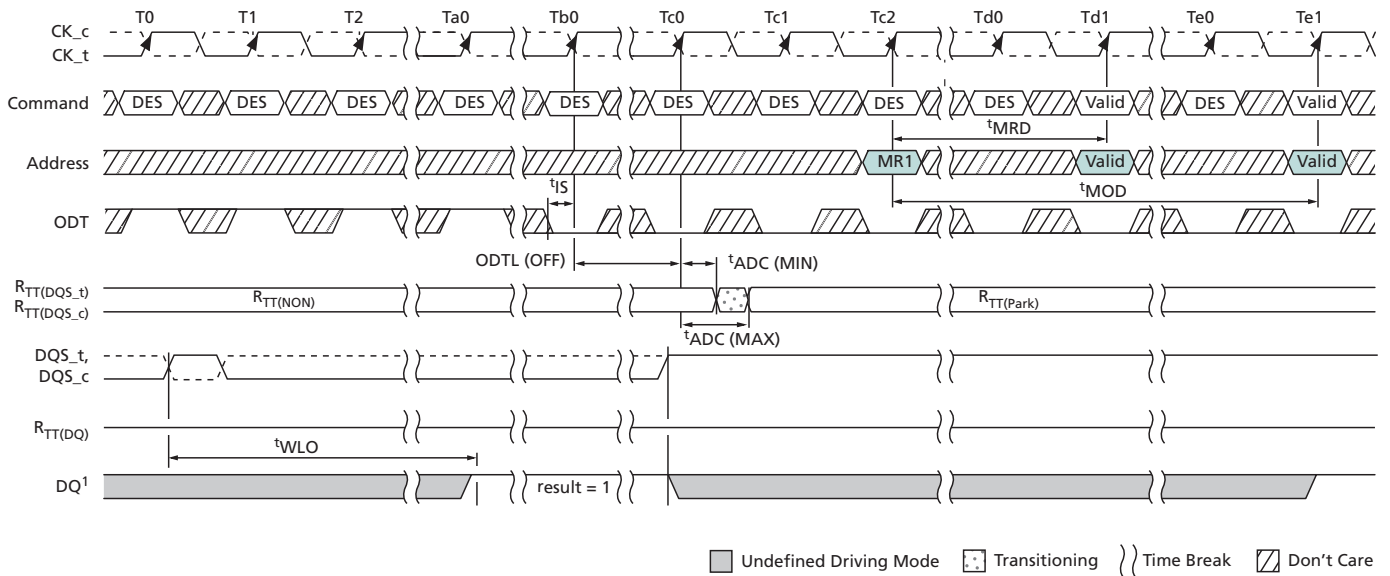 T0 T1 T2 Ta0 Tb0 Tc0 Tc1 Tc2 Td0 Td1 Te0 Te1
CK_c
CK_t
Command DES DES DES DES DES DES DES DES DES Valid DES Valid
tMRD
Address MR1 Valid Valid
tIS tMOD
ODT
ODTL (OFF) tADC (MIN)
RTT(DQS_t)
RTT(DQS_c)
RTT(NON) RTT(Park)
tADC (MAX)
DQS_t,
DQS_c
RTT(DQ)
tWLO
DQ1 result = 1
Undefined Driving Mode Transitioning Time Break Don't Care